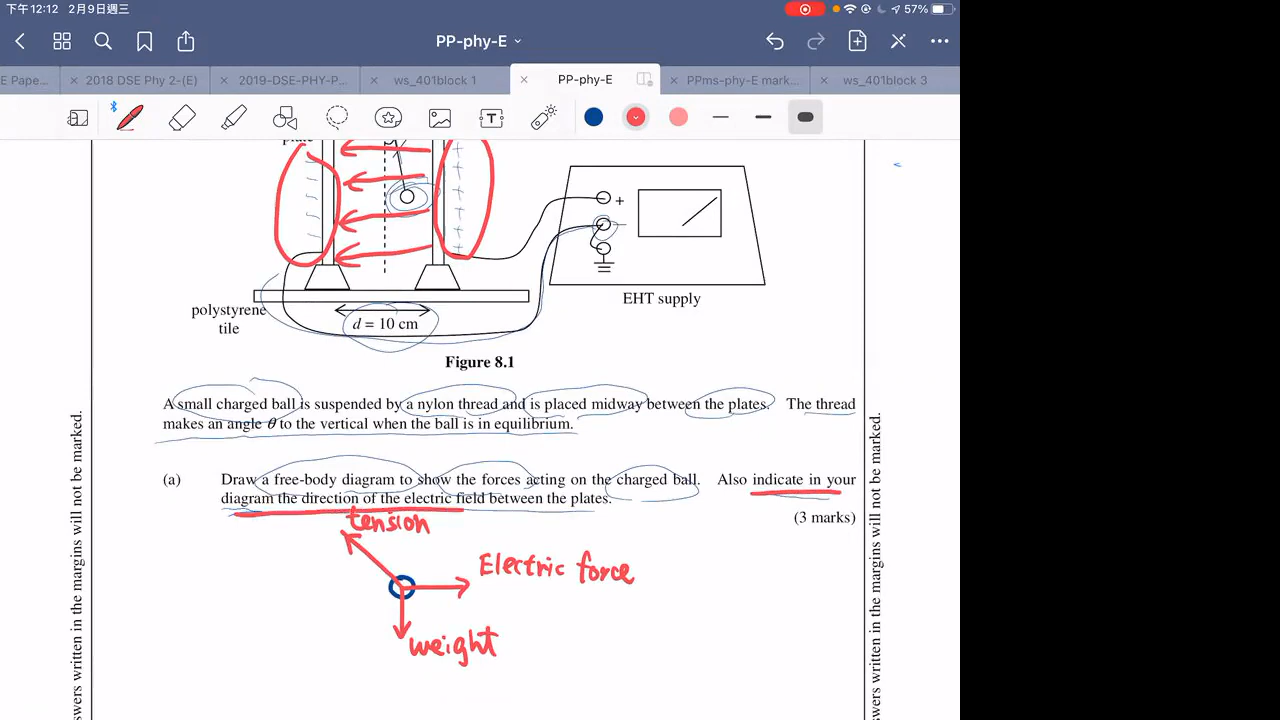 下午12:12 2月9日週三
57%
PP-phy-E
E Pape...
2018 DSE Phy 2-(E)
2019-DSE-PHY-P...
ws_401block 1
PP-phy-E
PPms-phy-E mark...
ws_401block 3
T
plate
+
−
EHT supply
polystyrene
tile
d = 10 cm
Figure 8.1
A small charged ball is suspended by a nylon thread and is placed midway between the plates. The thread
makes an angle θ to the vertical when the ball is in equilibrium.
(a) Draw a free-body diagram to show the forces acting on the charged ball. Also indicate in your
diagram the direction of the electric field between the plates.
(3 marks)
tension
Electric force
weight
swers written in the margins will not be marked.
swers written in the margins will not be marked.